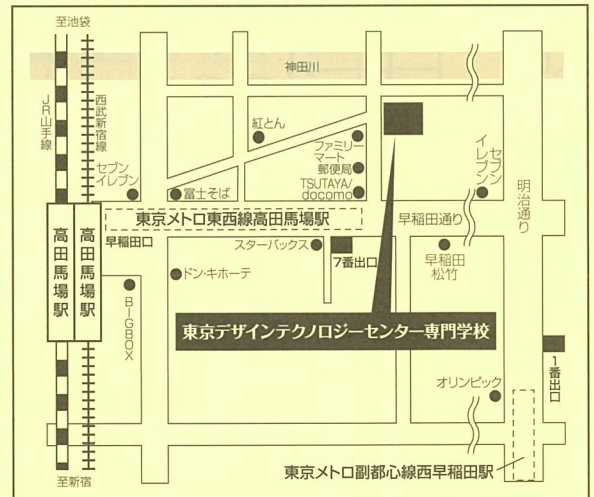 至池袋
神田川
JR山手線
西武新宿線
紅とん
ファミリー
マート
郵便局
TSUTAYA/
docomo
セブン
イレブン
セブン
イレブン
富士そば
明治通り
東京メトロ東西線高田馬場駅
早稲田通り
高田馬場駅
高田馬場駅
早稲田口
スターバックス
7番出口
早稲田
松竹
ドン・キホーテ
BIGBOX
東京デザインテクノロジーセンター専門学校
1番出口
オリンピック
東京メトロ副都心線西早稲田駅
至新宿